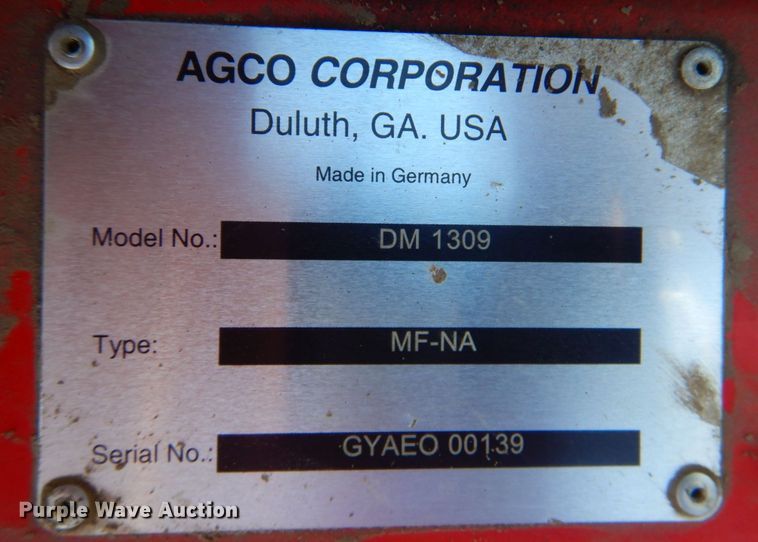 AGCO CORPORATION
Duluth, GA. USA
Made in Germany
Model No.: DM 1309
Type: MF-NA
Serial No.: GYAEO 00139
Purple Wave Auction